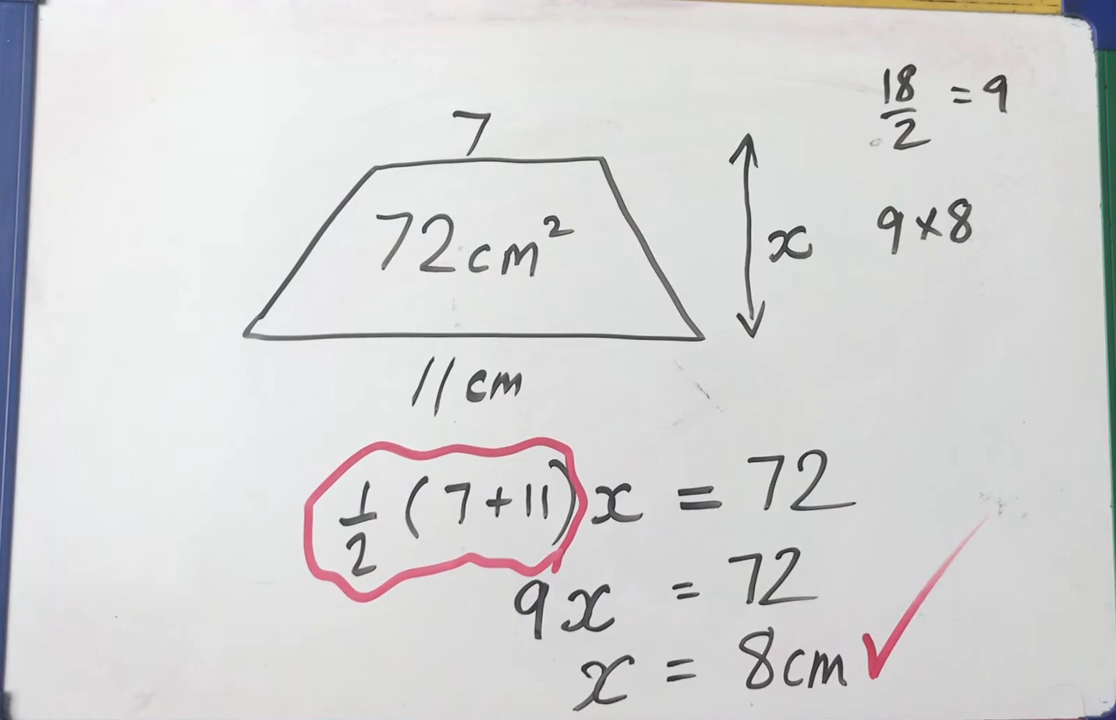 7
72cm²
11cm
x
18/2 = 9
9×8
1/2 (7+11)x = 72
9x = 72
x = 8cm ✓